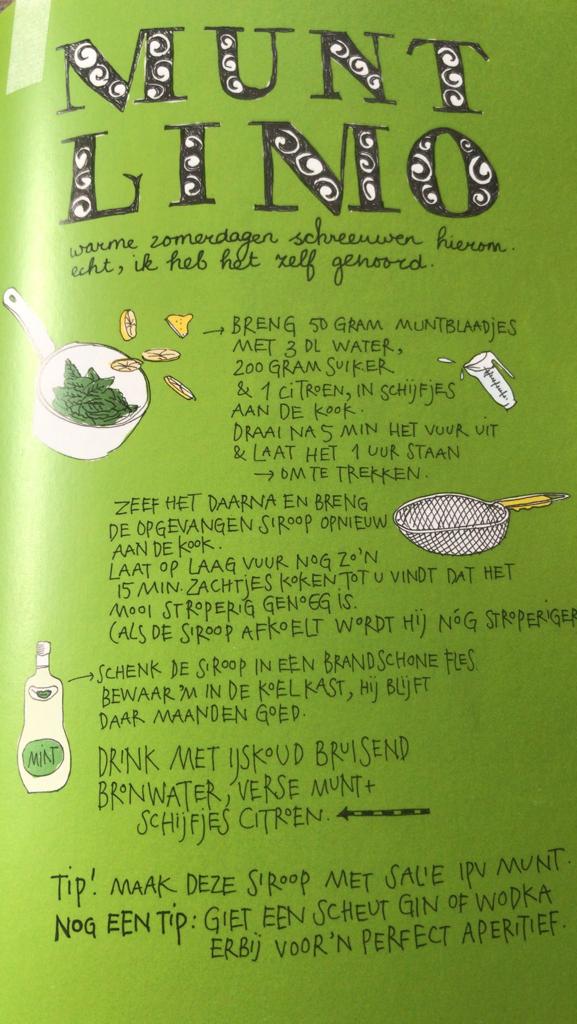 MUNT
LIMO
warme zomerdagen schreeuwen hierom.
echt, ik heb het zelf gehoord.
→ BRENG 50 GRAM MUNTBLAADJES
MET 3 DL WATER,
200 GRAM SUIKER
& 1 CITROEN, IN SCHIJFJES
AAN DE KOOK.
DRAAI NA 5 MIN HET VUUR UIT
& LAAT HET 1 UUR STAAN
→ OM TE TREKKEN.
ZEEF HET DAARNA EN BRENG
DE OPGEVANGEN SIROOP OPNIEUW
AAN DE KOOK.
LAAT OP LAAG VUUR NOG ZO'N
15 MIN. ZACHTJES KOKEN TOT U VINDT DAT HET
MOOI STROPERIG GENOEG IS.
(ALS DE SIROOP AFKOELT WORDT HIJ NÓG STROPERIGER
→ SCHENK DE SIROOP IN EEN BRANDSCHONE FLES.
BEWAAR 'M IN DE KOELKAST, HIJ BLIJFT
DAAR MAANDEN GOED.
MINT
DRINK MET IJSKOUD BRUISEND
BRONWATER, VERSE MUNT +
SCHIJFJES CITROEN. ←
TIP! MAAK DEZE SIROOP MET SALIE IPV MUNT.
NOG EEN TIP: GIET EEN SCHEUT GIN OF WODKA
ERBIJ VOOR 'N PERFECT APERITIEF.